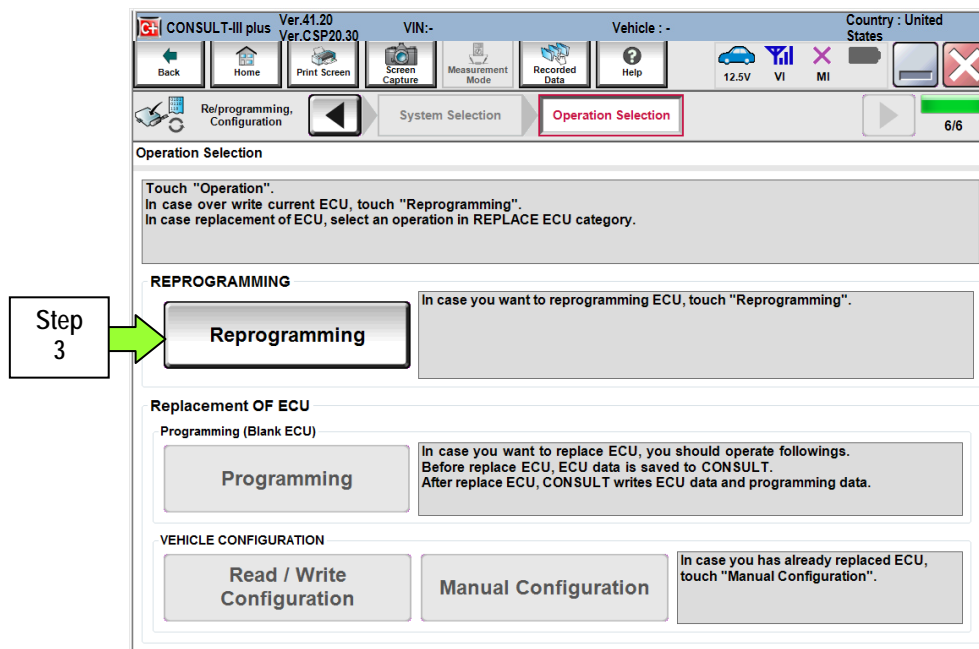 CONSULT-III plus Ver.41.20 VIN:- Vehicle : - Country : United
Ver.CSP20.30 States
Back Home Print Screen Screen Capture Measurement Mode Recorded Data Help 12.5V VI MI
Re/programming, Configuration System Selection Operation Selection 6/6
Operation Selection
Touch "Operation".
In case over write current ECU, touch "Reprogramming".
In case replacement of ECU, select an operation in REPLACE ECU category.
REPROGRAMMING
Step
3
Reprogramming
In case you want to reprogramming ECU, touch "Reprogramming".
Replacement OF ECU
Programming (Blank ECU)
Programming
In case you want to replace ECU, you should operate followings.
Before replace ECU, ECU data is saved to CONSULT.
After replace ECU, CONSULT writes ECU data and programming data.
VEHICLE CONFIGURATION
Read / Write
Configuration
Manual Configuration
In case you has already replaced ECU,
touch "Manual Configuration".